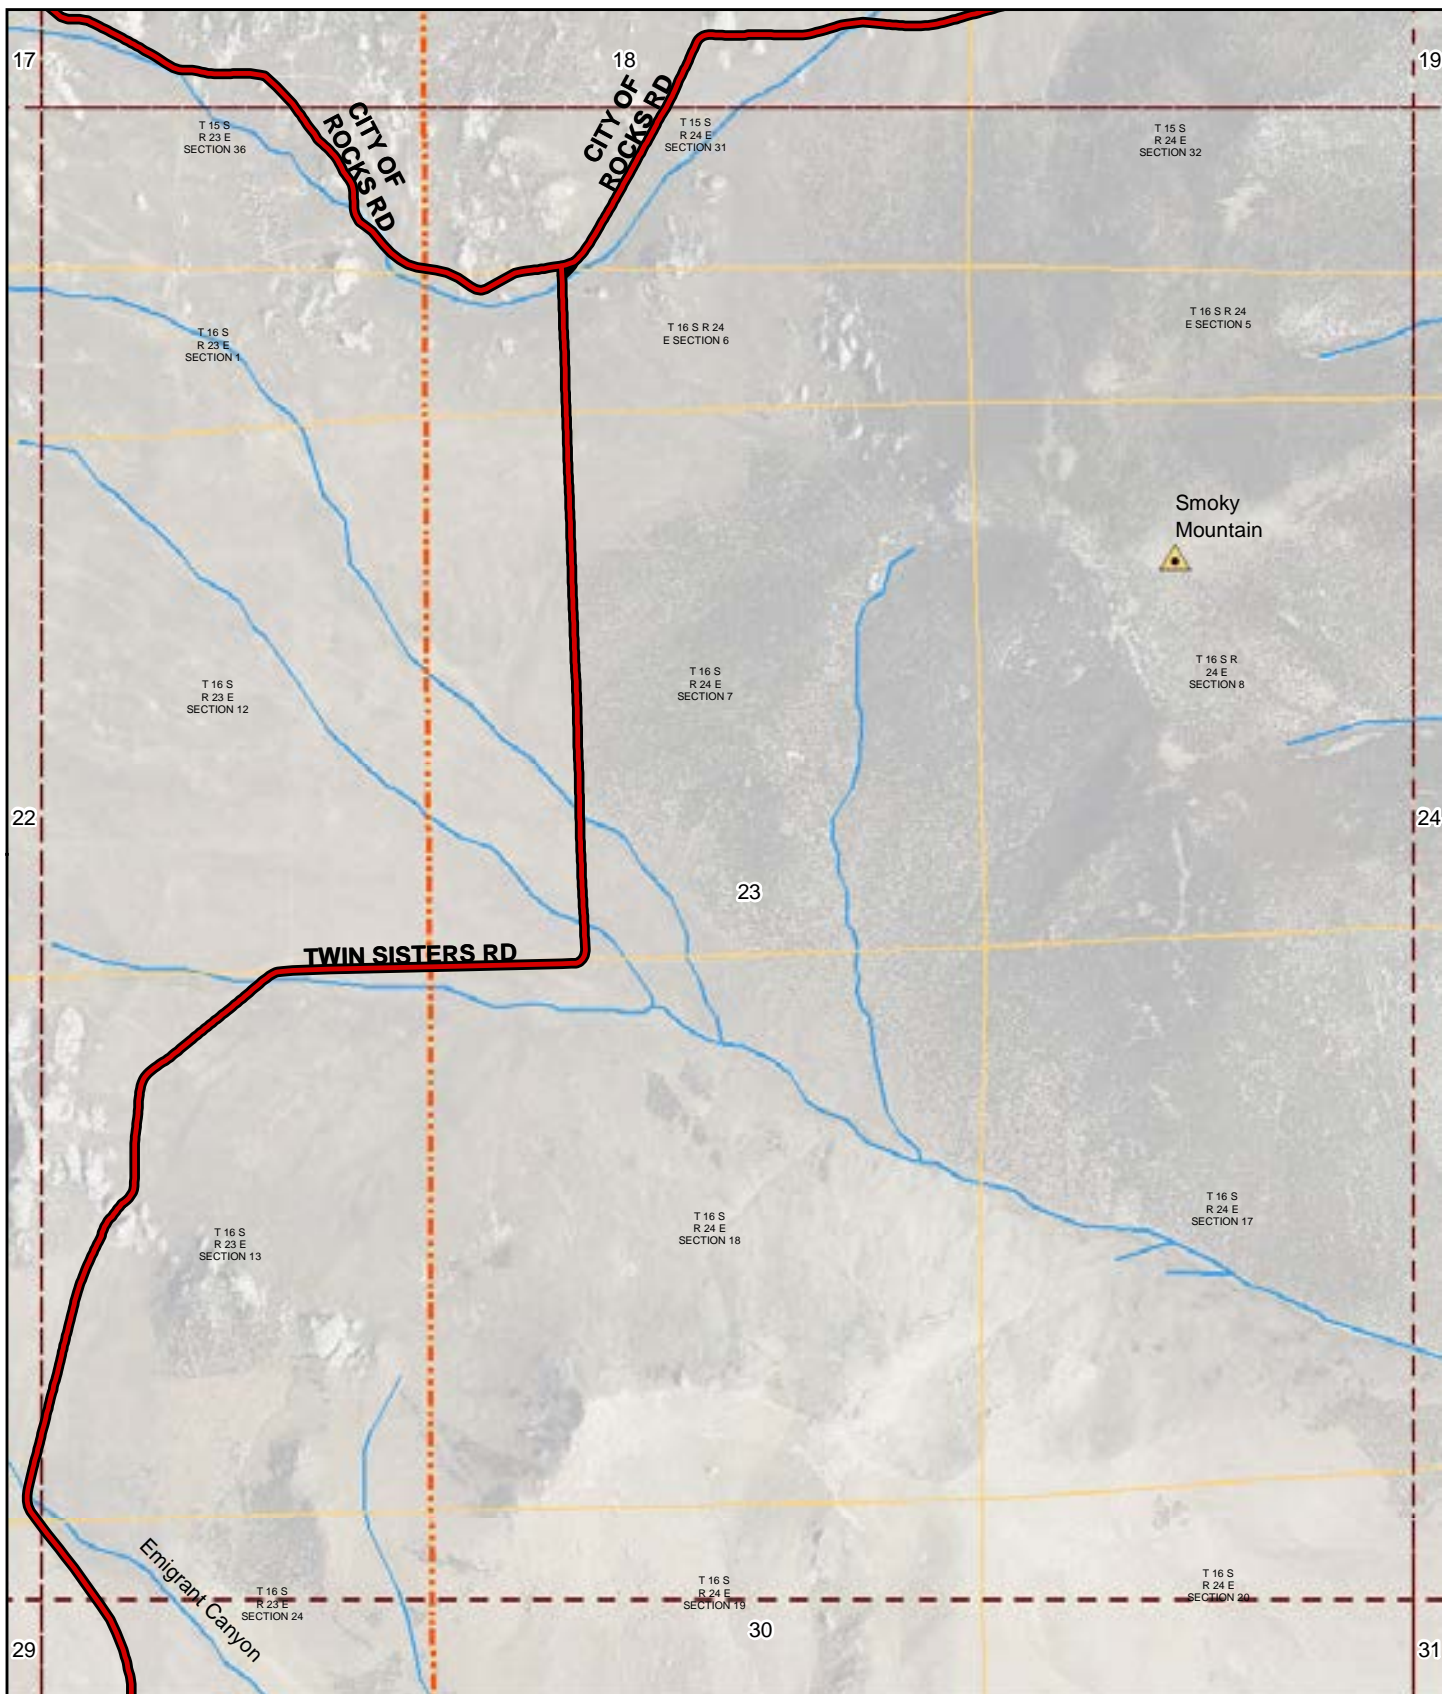 17
18
19
CITY OF
ROCKS RD
CITY OF
ROCKS RD
T 15 S
R 23 E
SECTION 36
T 15 S
R 24 E
SECTION 31
T 15 S
R 24 E
SECTION 32
T 16 S
R 23 E
SECTION 1
T 16 S R 24
E SECTION 6
T 16 S R 24
E SECTION 5
Smoky
Mountain
T 16 S
R 23 E
SECTION 12
T 16 S
R 24 E
SECTION 7
T 16 S R
24 E
SECTION 8
22
24
23
TWIN SISTERS RD
T 16 S
R 23 E
SECTION 13
T 16 S
R 24 E
SECTION 18
T 16 S
R 24 E
SECTION 17
Emigrant Canyon
T 16 S
R 23 E
SECTION 24
T 16 S
R 24 E
SECTION 19
T 16 S
R 24 E
SECTION 20
29
30
31